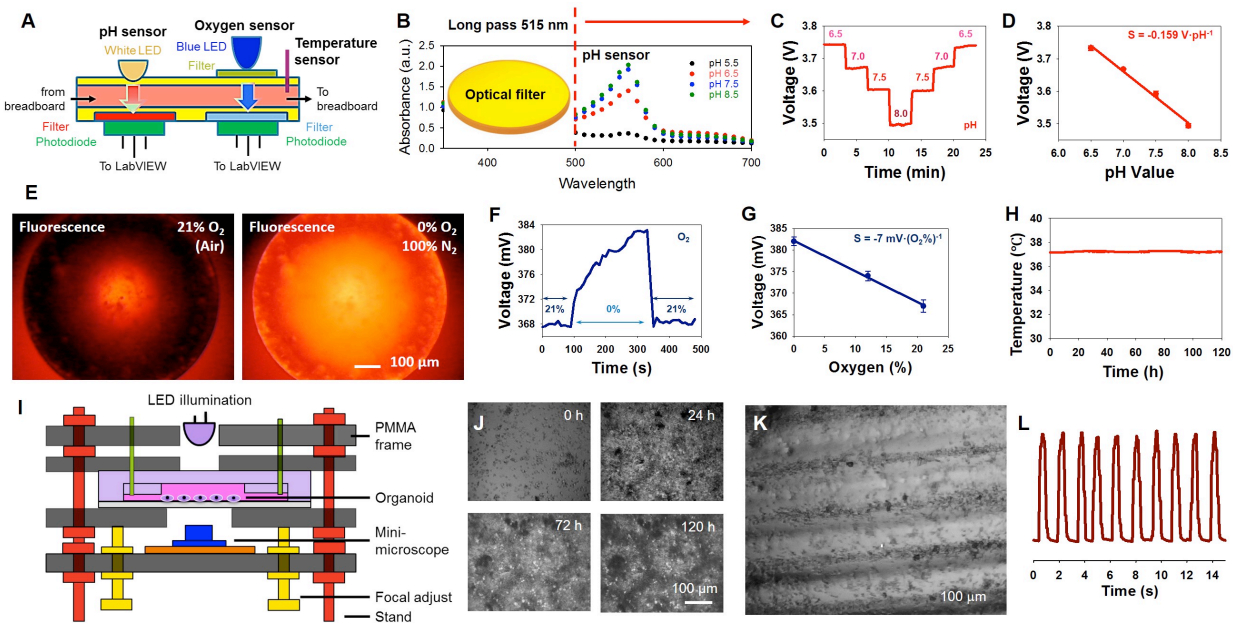 A
pH sensor
White LED
Oxygen sensor
Blue LED
Filter
Temperature
sensor
from
breadboard
To
breadboard
Filter
Photodiode
Filter
Photodiode
To LabVIEW
To LabVIEW
B
Long pass 515 nm
pH sensor
Optical filter
pH 5.5
pH 6.5
pH 7.5
pH 8.5
Absorbance (a.u.)
2.5
2.0
1.5
1.0
0.5
0.0
400
500
600
700
Wavelength
C
Voltage (V)
3.8
3.7
3.6
3.5
6.5
7.0
7.5
8.0
7.5
7.0
6.5
pH
0
5
10
15
20
25
Time (min)
D
S = -0.159 V·pH-1
Voltage (V)
3.8
3.7
3.6
3.5
6.0
6.5
7.0
7.5
8.0
8.5
pH Value
E
Fluorescence
21% O2
(Air)
Fluorescence
0% O2
100% N2
100 μm
F
Voltage (mV)
384
380
376
372
368
O2
21%
0%
21%
0
100
200
300
400
500
Time (s)
G
S = -7 mV·(O2%)-1
Voltage (mV)
385
380
375
370
365
360
0
5
10
15
20
25
Oxygen (%)
H
Temperature (°C)
42
40
38
36
34
32
30
0
20
40
60
80
100
120
Time (h)
I
LED illumination
PMMA
frame
Organoid
Mini-
microscope
Focal adjust
Stand
J
0 h
24 h
72 h
120 h
100 μm
K
100 μm
L
0
2
4
6
8
10
12
14
Time (s)